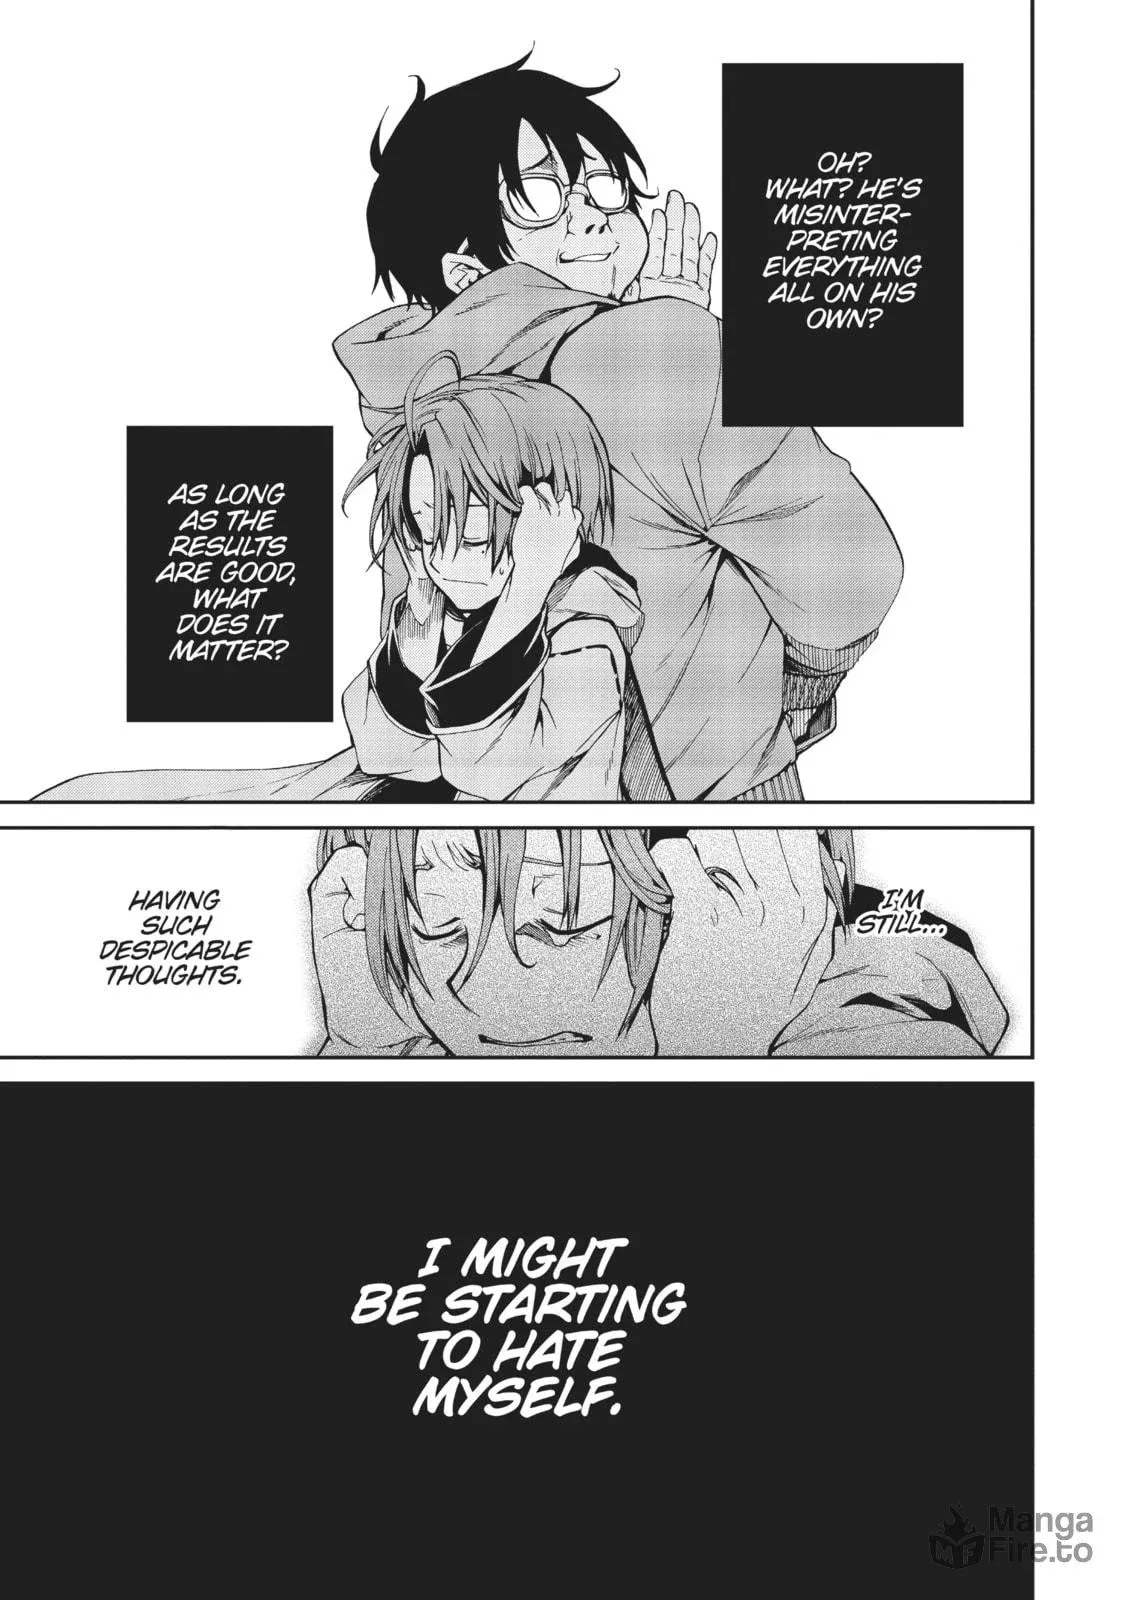 OH?
WHAT? HE'S
MISINTER-
PRETING
EVERYTHING
ALL ON HIS
OWN?
AS LONG
AS THE
RESULTS
ARE GOOD,
WHAT
DOES IT
MATTER?
I'M
STILL...
HAVING
SUCH
DESPICABLE
THOUGHTS.
I MIGHT
BE STARTING
TO HATE
MYSELF.
Manga
Fire.to
MF